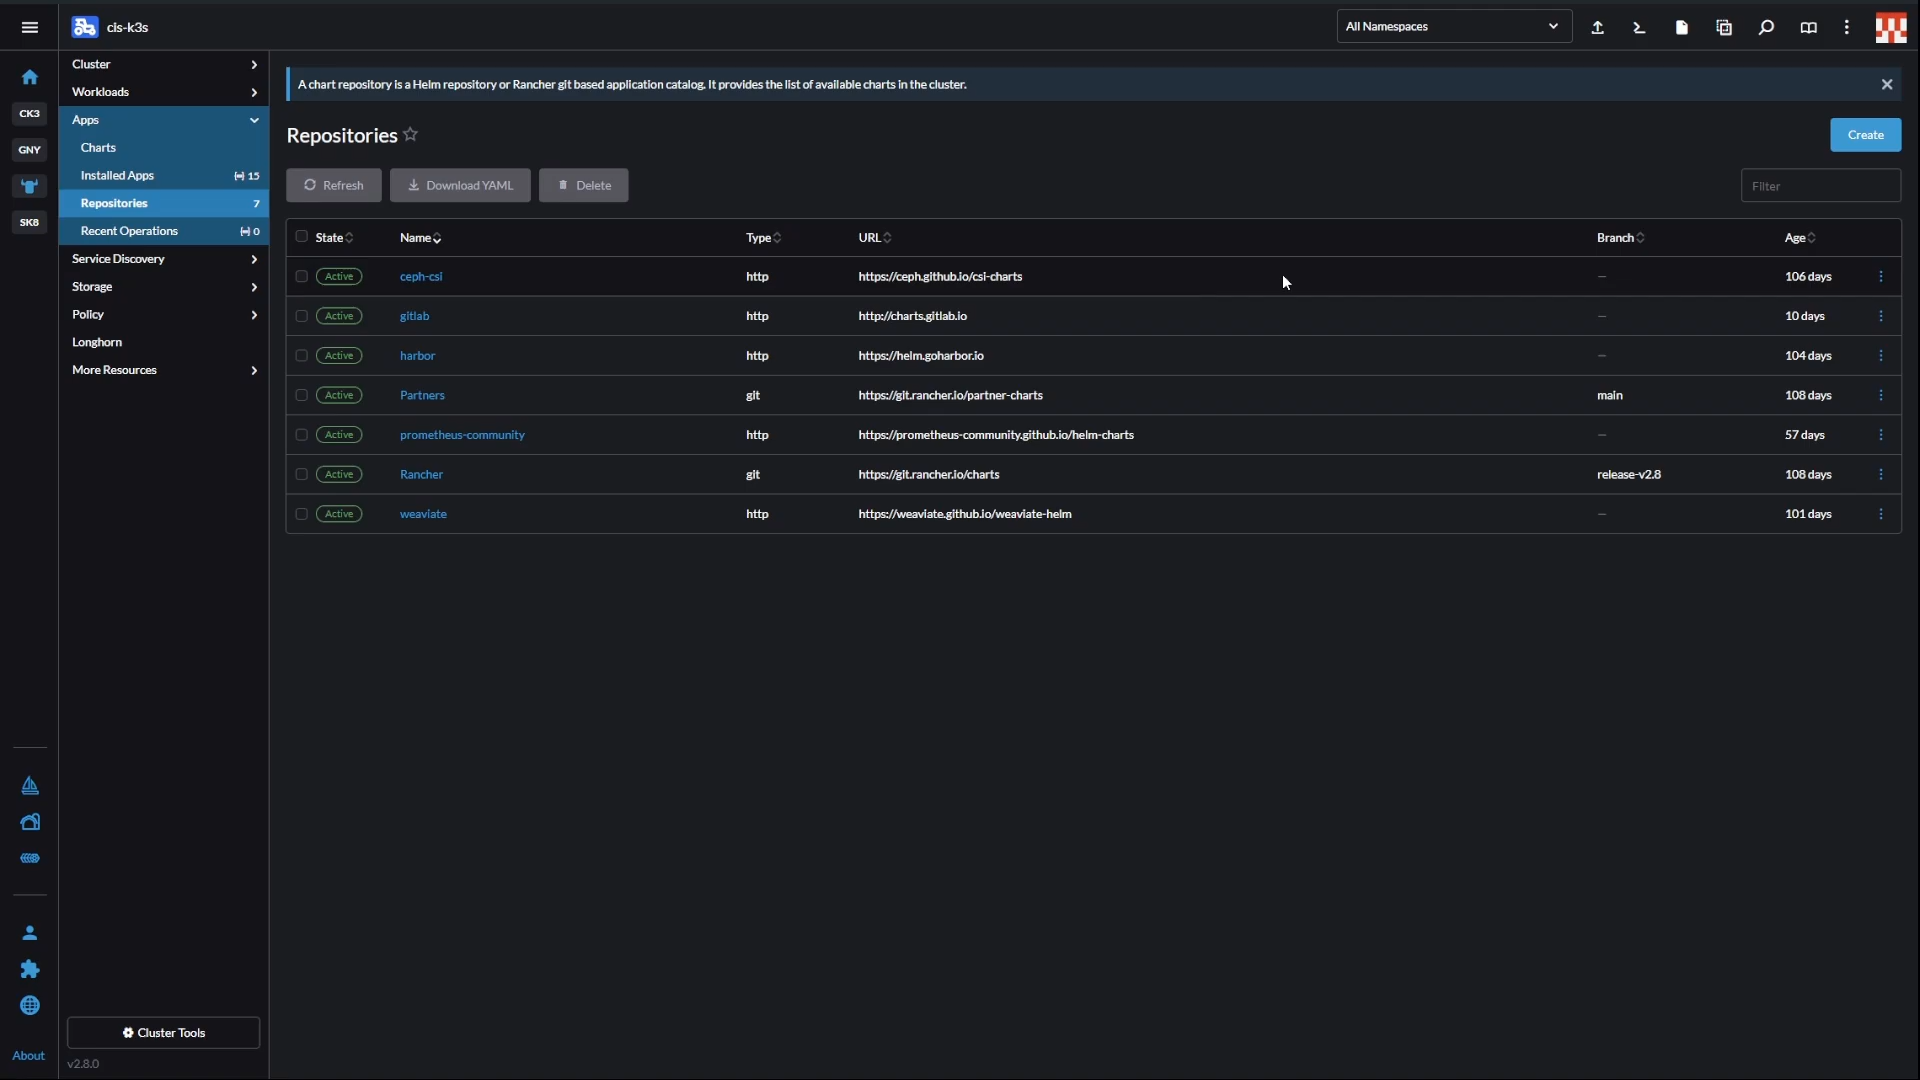 cis-k3s
All Namespaces
CK3
GNY
SK8
About
Cluster
Workloads
Apps
Charts
Installed Apps 15
Repositories 7
Recent Operations 0
Service Discovery
Storage
Policy
Longhorn
More Resources
Cluster Tools
v2.8.0
A chart repository is a Helm repository or Rancher git based application catalog. It provides the list of available charts in the cluster.
Repositories
Create
Refresh Download YAML Delete
Filter
State Name Type URL Branch Age
Active ceph-csi http https://ceph.github.io/csi-charts — 106 days
Active gitlab http http://charts.gitlab.io — 10 days
Active harbor http https://helm.goharbor.io — 104 days
Active Partners git https://git.rancher.io/partner-charts main 108 days
Active prometheus-community http https://prometheus-community.github.io/helm-charts — 57 days
Active Rancher git https://git.rancher.io/charts release-v2.8 108 days
Active weaviate http https://weaviate.github.io/weaviate-helm — 101 days